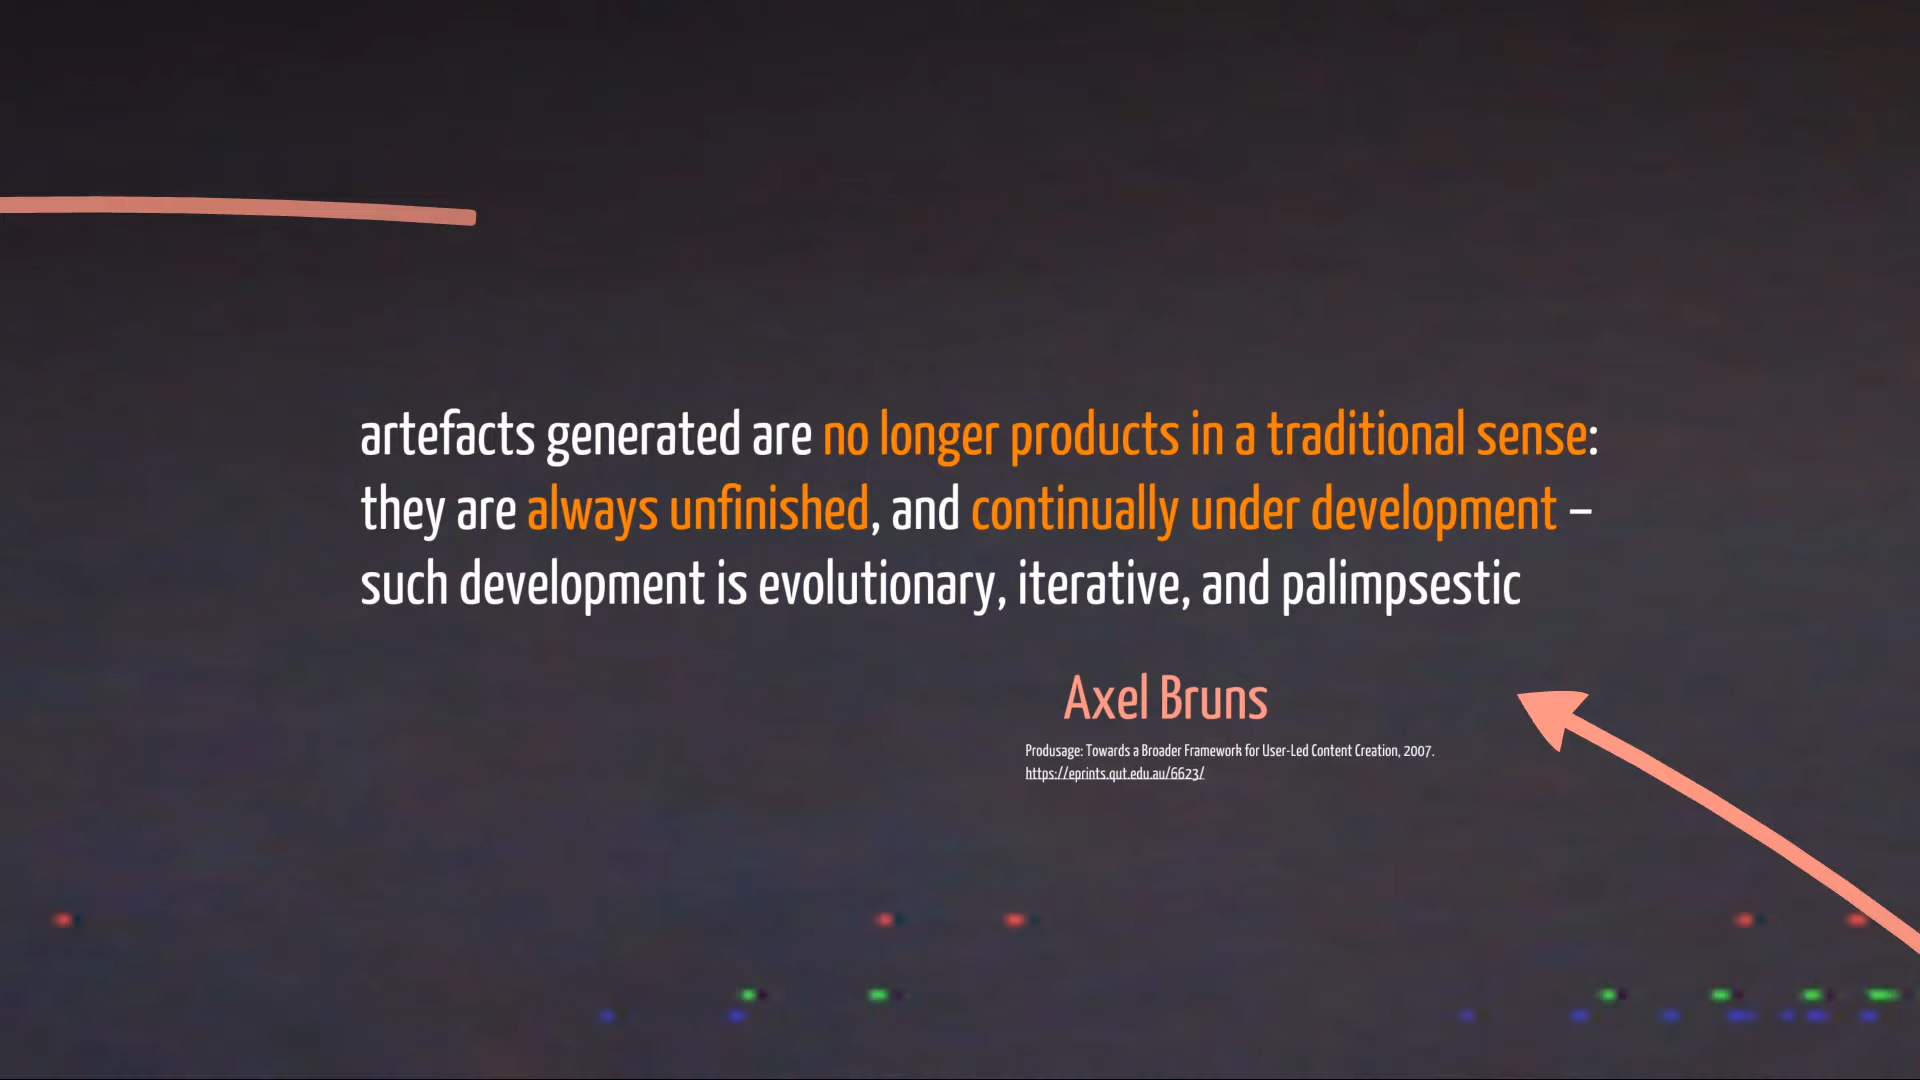 artefacts generated are no longer products in a traditional sense:
they are always unfinished, and continually under development –
such development is evolutionary, iterative, and palimpsestic
Axel Bruns
Produsage: Towards a Broader Framework for User-Led Content Creation, 2007.
https://eprints.qut.edu.au/6623/